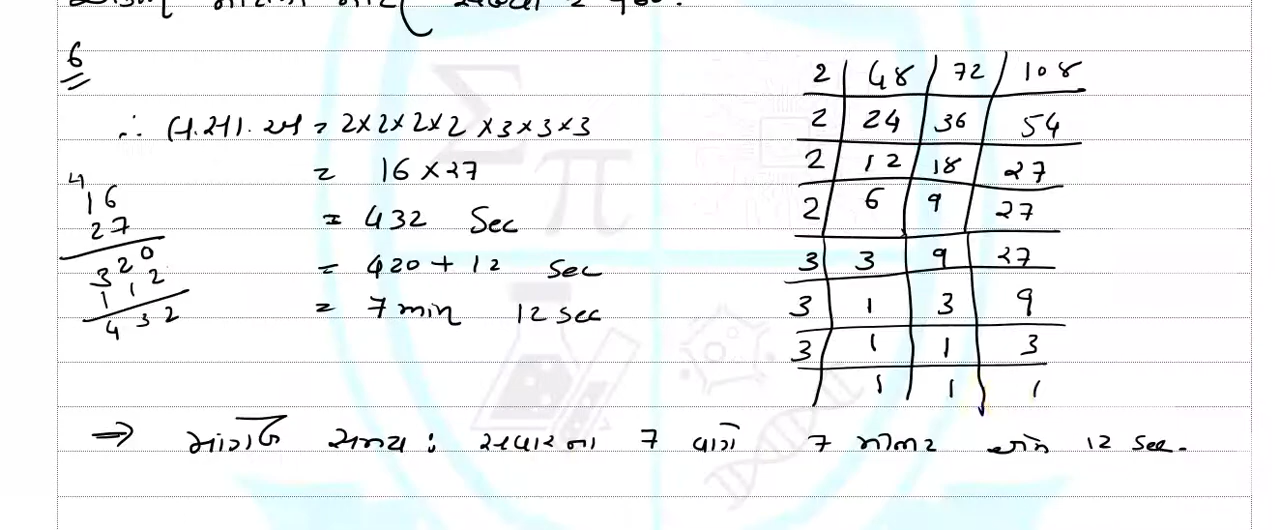 6
∴ લ.સા.અ = 2×2×2×2 ×3×3×3
= 16 ×27
= 432 Sec
= 420 + 12 Sec
= 7 min 12 sec
4
16
27
320
112
432
2 | 48 | 72 | 108
2 | 24 | 36 | 54
2 | 12 | 18 | 27
2 | 6 | 9 | 27
3 | 3 | 9 | 27
3 | 1 | 3 | 9
3 | 1 | 1 | 3
1 | 1 | 1
⇒ સમય : સવારના 7 વાગે 7 મીનીટ અને 12 sec.
Σ
π